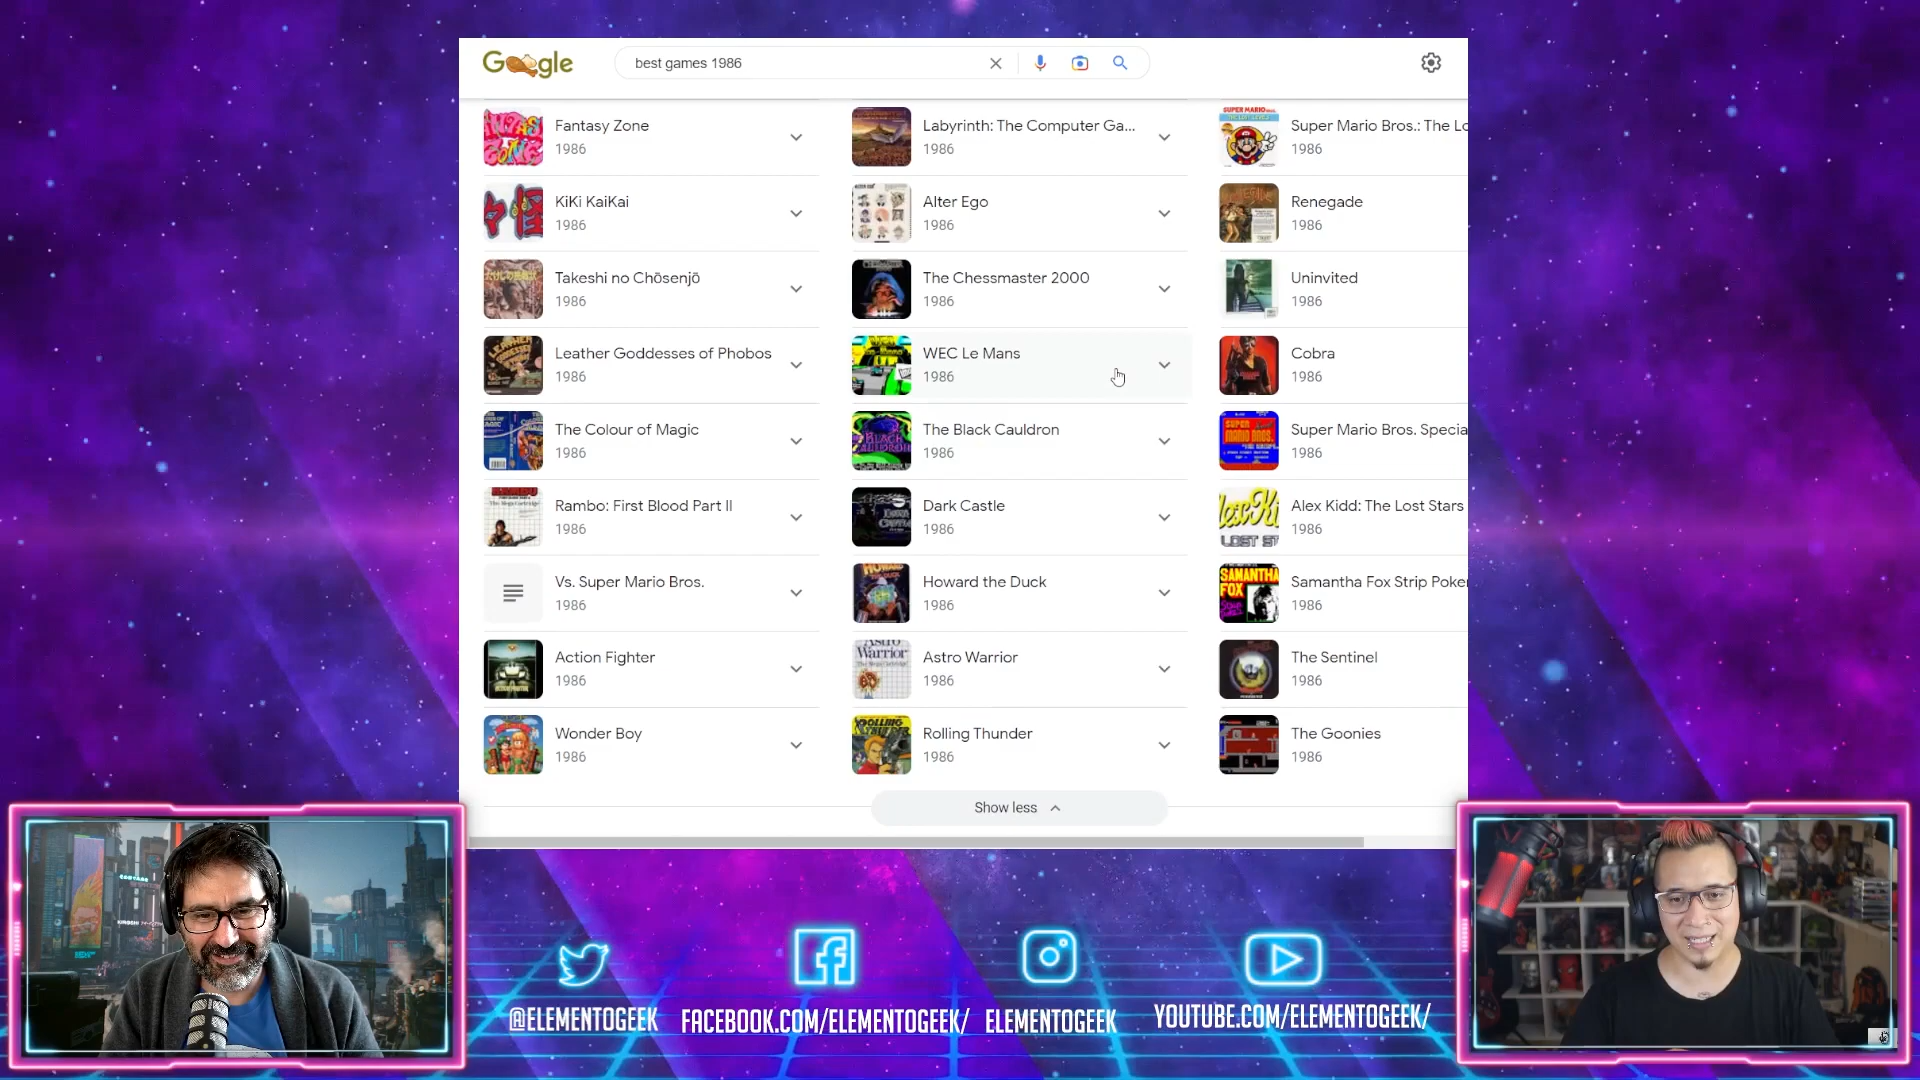 Google
best games 1986
Fantasy Zone
1986
Labyrinth: The Computer Ga...
1986
Super Mario Bros.: The Lo
1986
KiKi KaiKai
1986
Alter Ego
1986
Renegade
1986
Takeshi no Chōsenjō
1986
The Chessmaster 2000
1986
Uninvited
1986
Leather Goddesses of Phobos
1986
WEC Le Mans
1986
Cobra
1986
The Colour of Magic
1986
The Black Cauldron
1986
Super Mario Bros. Specia
1986
Rambo: First Blood Part II
1986
Dark Castle
1986
Alex Kidd: The Lost Stars
1986
Vs. Super Mario Bros.
1986
Howard the Duck
1986
Samantha Fox Strip Poke
1986
Action Fighter
1986
Astro Warrior
1986
The Sentinel
1986
Wonder Boy
1986
Rolling Thunder
1986
The Goonies
1986
Show less
@ELEMENTOGEEK
FACEBOOK.COM/ELEMENTOGEEK/
ELEMENTOGEEK
YOUTUBE.COM/ELEMENTOGEEK/